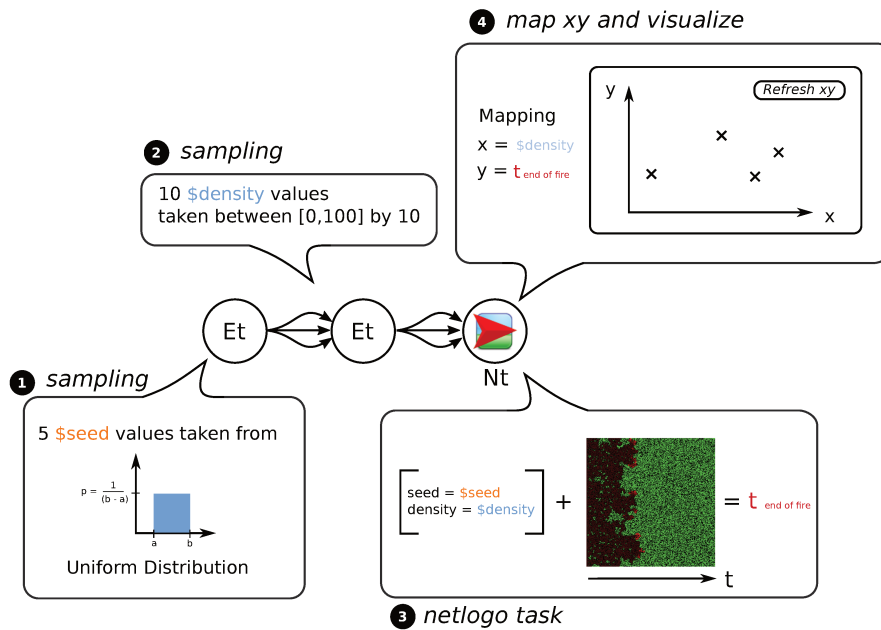 4 map xy and visualize
Refresh xy
y
Mapping
x = $density
y = t end of fire
x
2 sampling
10 $density values
taken between [0,100] by 10
Et
Et
Nt
1 sampling
5 $seed values taken from
p = 1
(b - a)
a b
Uniform Distribution
seed = $seed
density = $density
+
= t end of fire
t
3 netlogo task